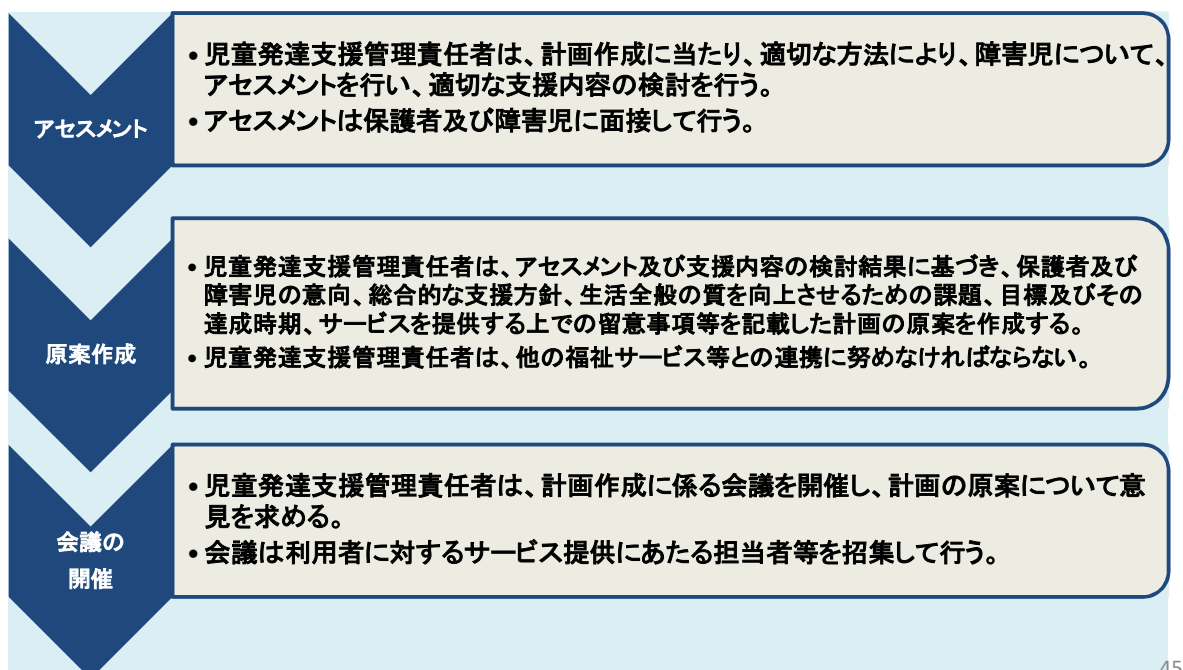 アセスメント
• 児童発達支援管理責任者は、計画作成に当たり、適切な方法により、障害児について、
アセスメントを行い、適切な支援内容の検討を行う。
• アセスメントは保護者及び障害児に面接して行う。
原案作成
• 児童発達支援管理責任者は、アセスメント及び支援内容の検討結果に基づき、保護者及び
障害児の意向、総合的な支援方針、生活全般の質を向上させるための課題、目標及びその
達成時期、サービスを提供する上での留意事項等を記載した計画の原案を作成する。
• 児童発達支援管理責任者は、他の福祉サービス等との連携に努めなければならない。
会議の
開催
• 児童発達支援管理責任者は、計画作成に係る会議を開催し、計画の原案について意
見を求める。
• 会議は利用者に対するサービス提供にあたる担当者等を招集して行う。
45